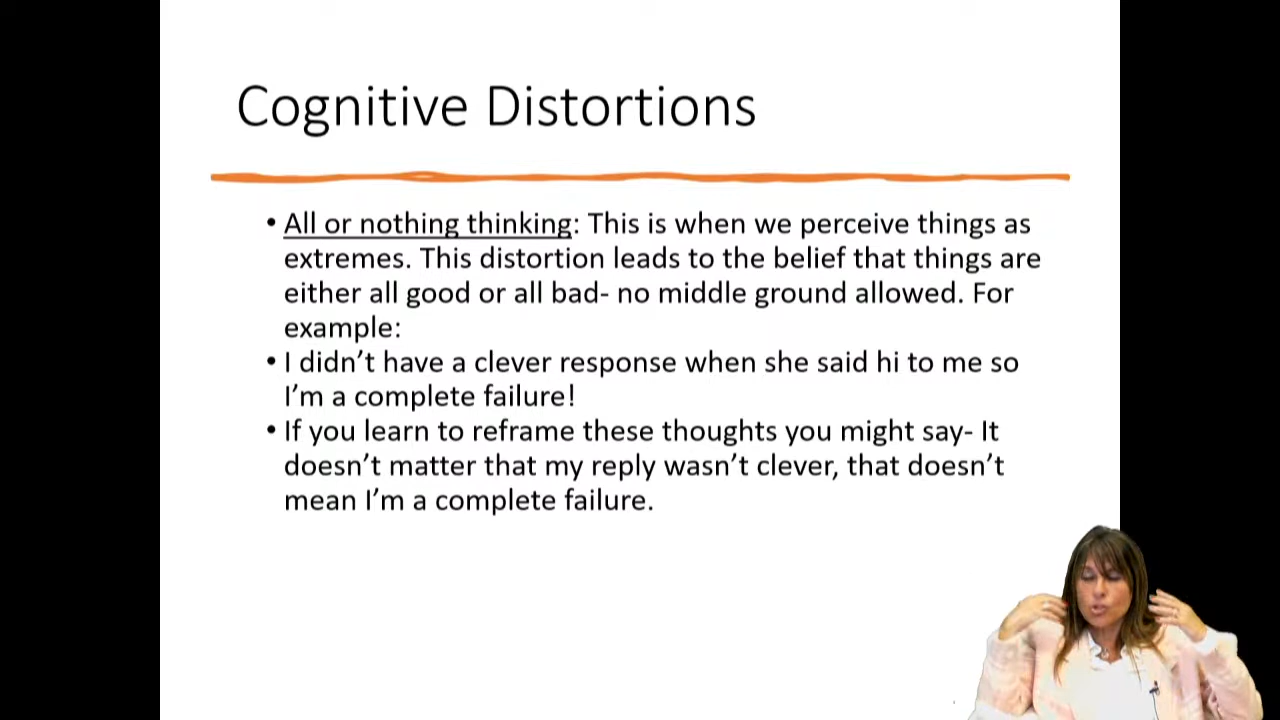 Cognitive Distortions
• All or nothing thinking: This is when we perceive things as
extremes. This distortion leads to the belief that things are
either all good or all bad- no middle ground allowed. For
example:
• I didn’t have a clever response when she said hi to me so
I’m a complete failure!
• If you learn to reframe these thoughts you might say- It
doesn’t matter that my reply wasn’t clever, that doesn’t
mean I’m a complete failure.